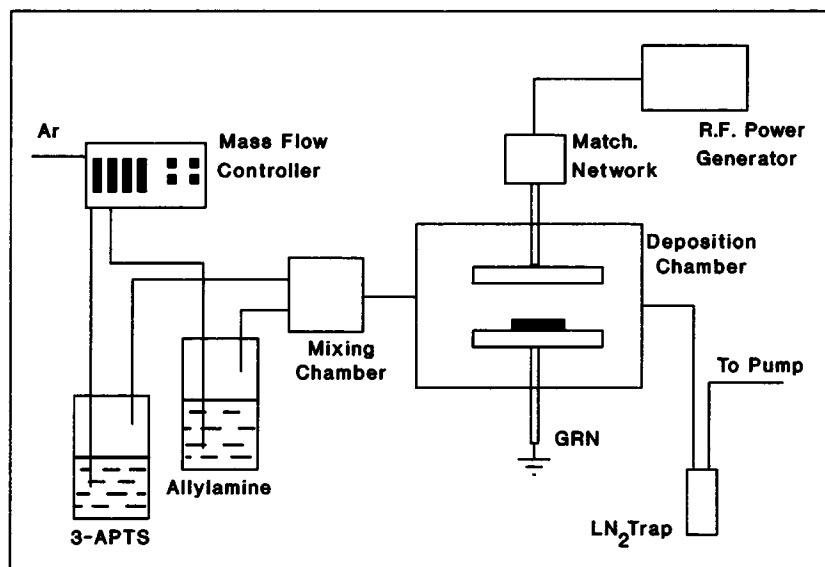 Ar
Mass Flow
Controller
Match.
Network
R.F. Power
Generator
Deposition
Chamber
Mixing
Chamber
To Pump
GRN
Allylamine
3-APTS
LN2Trap